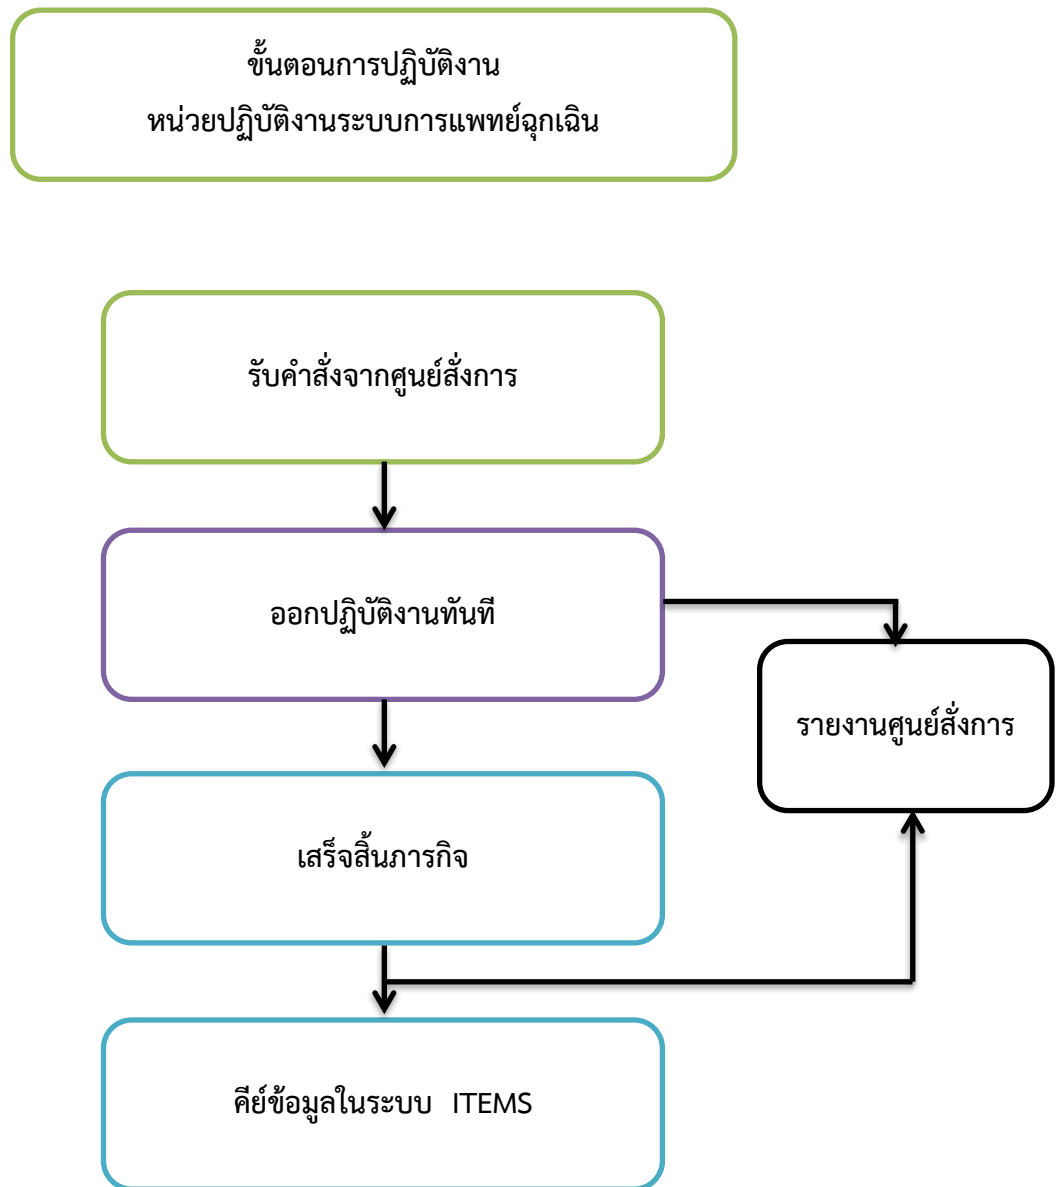 ขั้นตอนการปฏิบัติงาน
หน่วยปฏิบัติงานระบบการแพทย์ฉุกเฉิน
รับคำสั่งจากศูนย์สั่งการ
ออกปฏิบัติงานทันที
รายงานศูนย์สั่งการ
เสร็จสิ้นภารกิจ
คีย์ข้อมูลในระบบ ITEMS